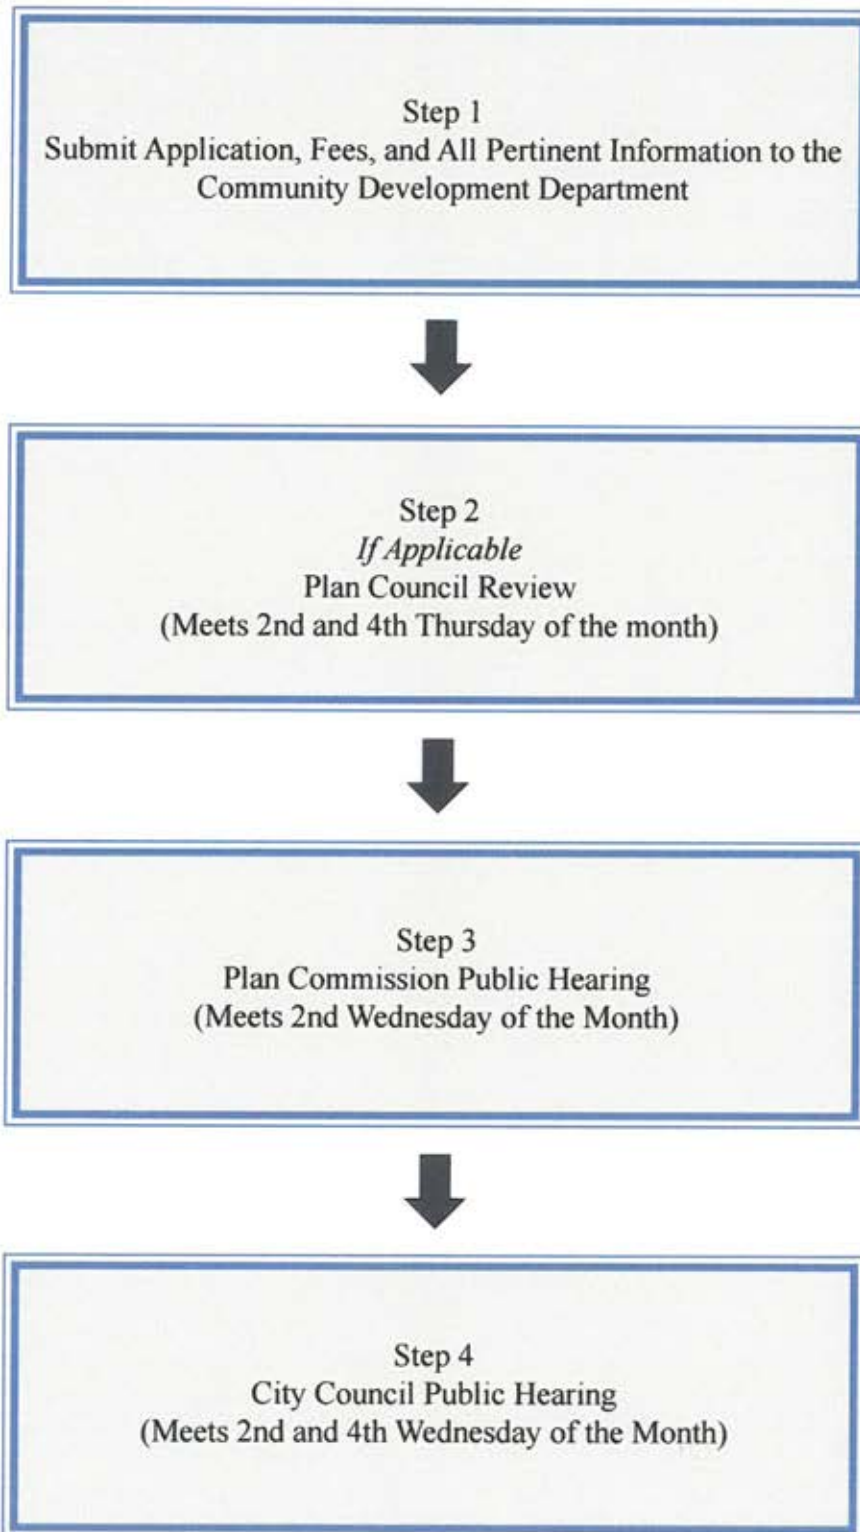 Step 1
Submit Application, Fees, and All Pertinent Information to the
Community Development Department
Step 2
If Applicable
Plan Council Review
(Meets 2nd and 4th Thursday of the month)
Step 3
Plan Commission Public Hearing
(Meets 2nd Wednesday of the Month)
Step 4
City Council Public Hearing
(Meets 2nd and 4th Wednesday of the Month)